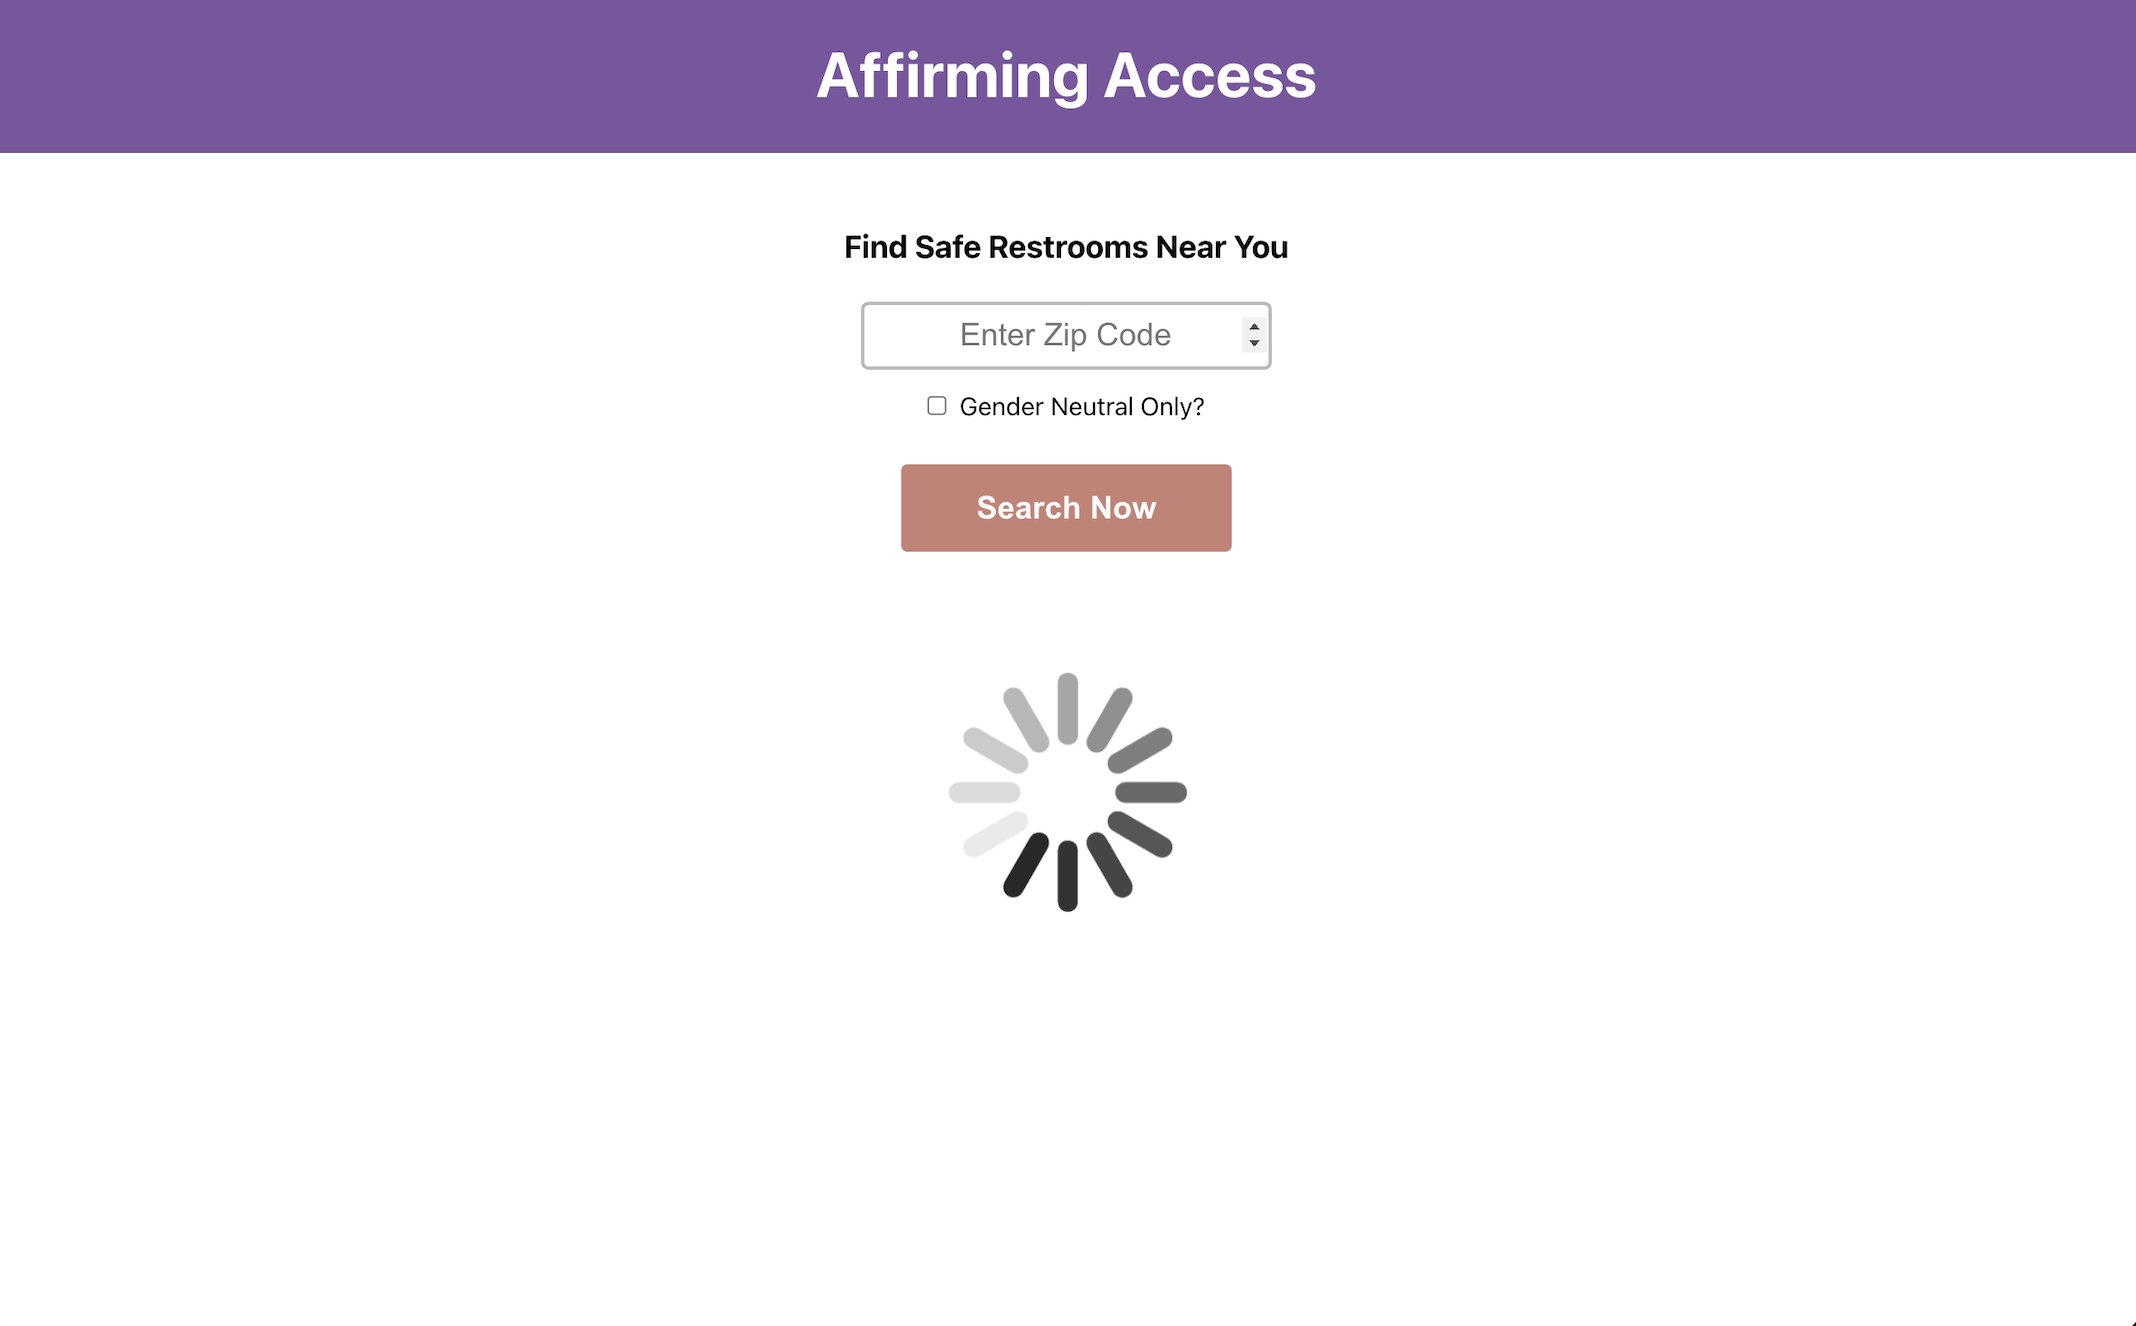 Affirming Access
Find Safe Restrooms Near You
Enter Zip Code
Gender Neutral Only?
Search Now